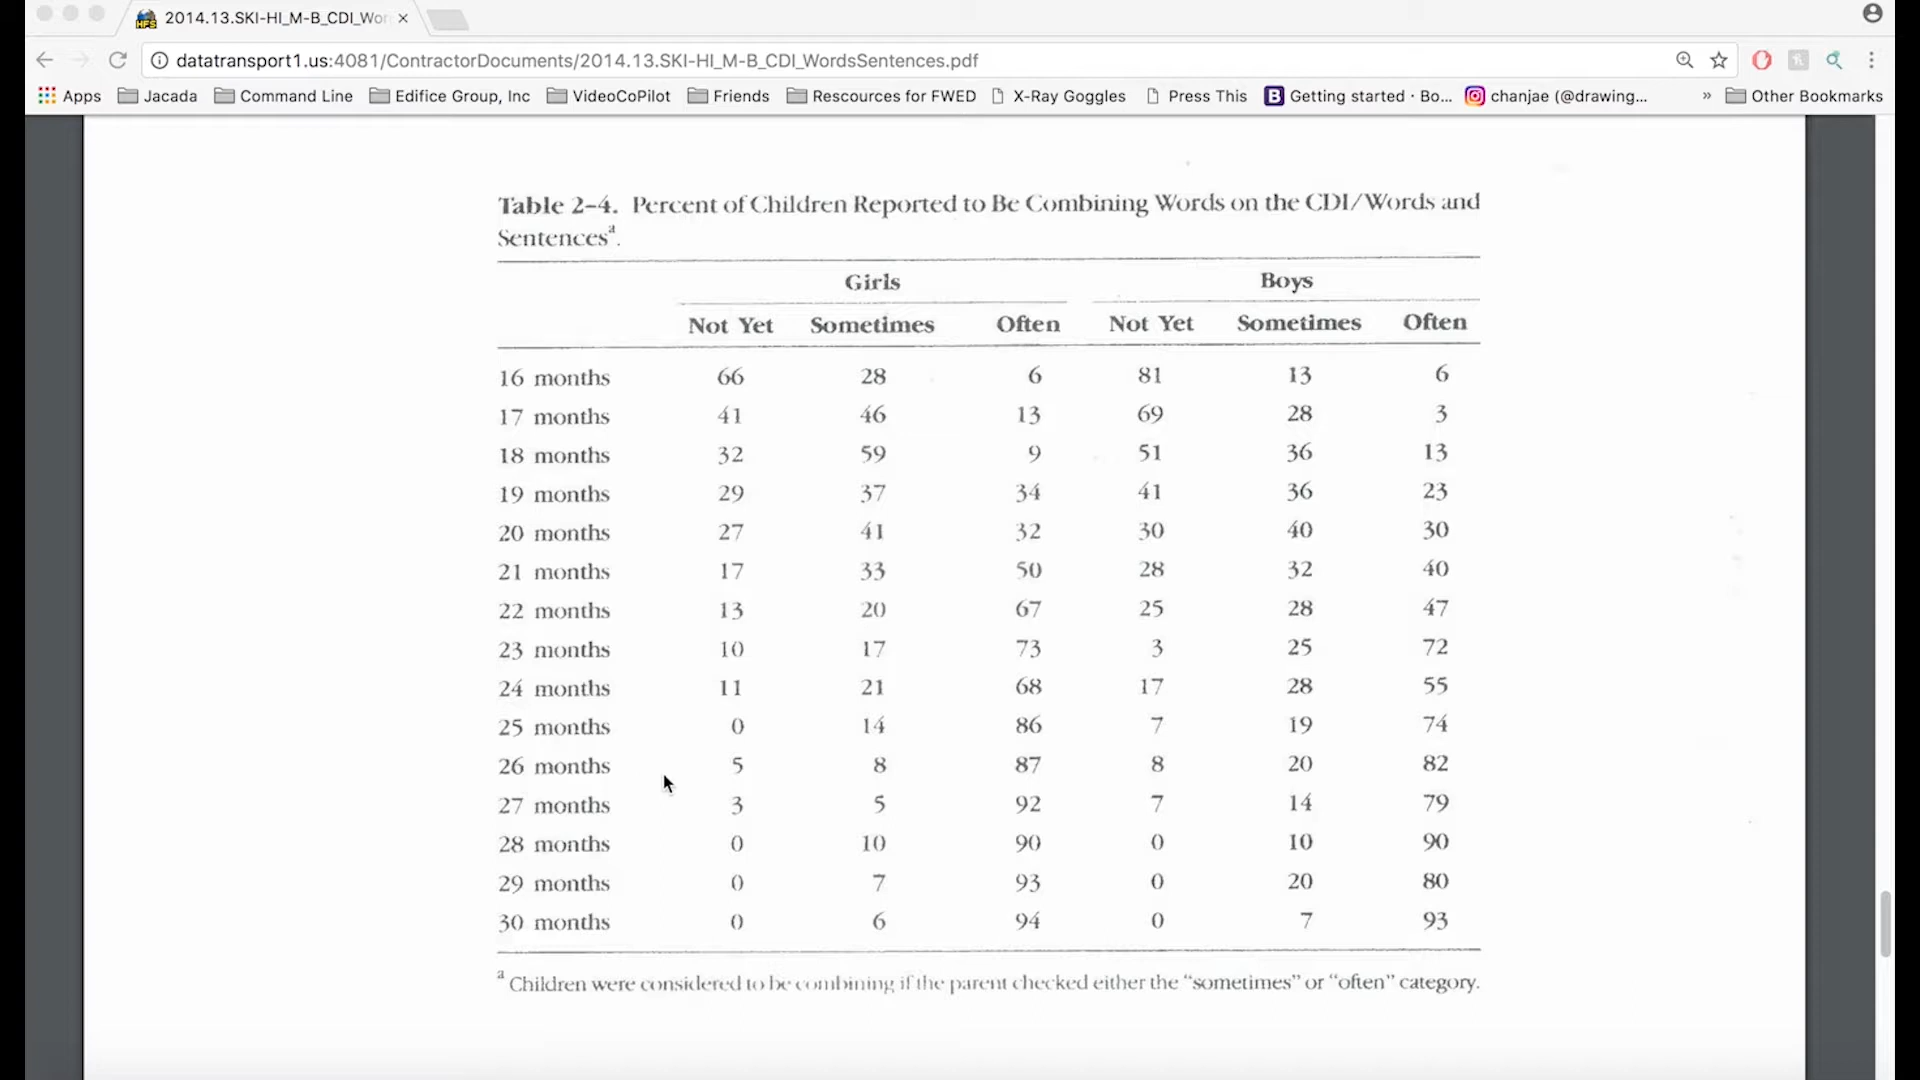 2014.13.SKI-HI_M-B_CDI_Wor
datatransport1.us:4081/ContractorDocuments/2014.13.SKI-HI_M-B_CDI_WordsSentences.pdf
Apps Jacada Command Line Edifice Group, Inc VideoCoPilot Friends Rescources for FWED X-Ray Goggles Press This B Getting started · Bo... chanjae (@drawing... » Other Bookmarks
Table 2–4. Percent of Children Reported to Be Combining Words on the CDI/Words and
Sentences^a.
Girls Boys
Not Yet Sometimes Often Not Yet Sometimes Often
16 months 66 28 6 81 13 6
17 months 41 46 13 69 28 3
18 months 32 59 9 51 36 13
19 months 29 37 34 41 36 23
20 months 27 41 32 30 40 30
21 months 17 33 50 28 32 40
22 months 13 20 67 25 28 47
23 months 10 17 73 3 25 72
24 months 11 21 68 17 28 55
25 months 0 14 86 7 19 74
26 months 5 8 87 8 20 82
27 months 3 5 92 7 14 79
28 months 0 10 90 0 10 90
29 months 0 7 93 0 20 80
30 months 0 6 94 0 7 93
a Children were considered to be combining if the parent checked either the “sometimes” or “often” category.